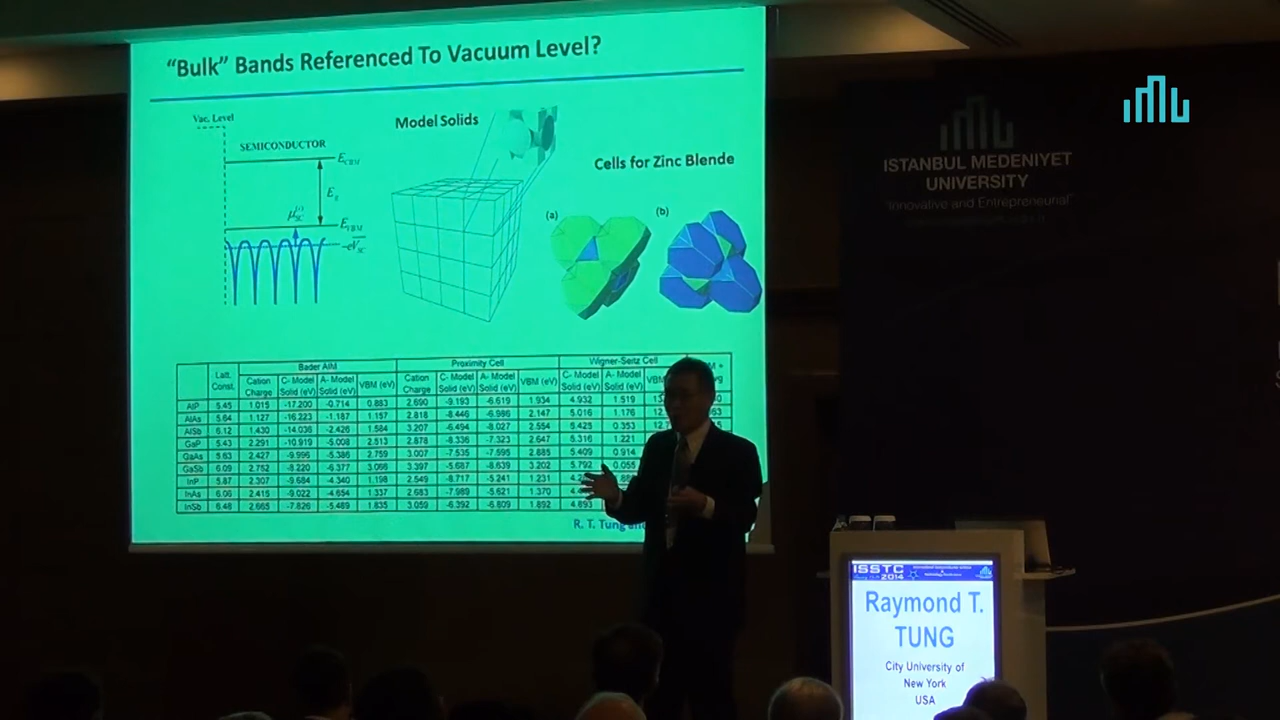 "Bulk" Bands Referenced To Vacuum Level?
Vac. Level
SEMICONDUCTOR
Model Solids
Cells for Zinc Blende
(a)
(b)
Bader AIM Proximity Cell Wigner-Seitz Cell
Latt. Const. Cation Charge C- Model Solid (eV) A- Model Solid (eV) VBM (eV) Cation Charge C- Model Solid (eV) A- Model Solid (eV) VBM (eV) Cation Charge C- Model Solid (eV) A- Model Solid (eV)
AlP 5.45 1.015 -17.200 -0.714 0.883 2.690 -9.193 -6.619 1.934 4.932 1.519
AlAs 5.64 1.127 -16.223 -1.187 1.157 2.818 -8.446 -6.986 2.147 5.016 1.176
AlSb 6.12 1.430 -14.036 -2.426 1.584 3.207 -6.494 -8.027 2.554 5.425 0.353
GaP 5.43 2.291 -10.919 -5.008 2.513 2.878 -8.336 -7.323 2.647 5.316 1.221
GaAs 5.63 2.427 -9.996 -5.386 2.759 3.007 -7.535 -7.595 2.885 5.409 0.914
GaSb 6.09 2.752 -8.220 -6.377 3.066 3.397 -5.687 -8.639 3.202 5.792 0.055
InP 5.87 2.307 -9.684 -4.340 1.198 2.549 -8.717 -5.241 1.231
InAs 6.06 2.415 -9.022 -4.654 1.337 2.683 -7.989 -5.621 1.370
InSb 6.48 2.665 -7.826 -5.489 1.835 3.059 -6.392 -6.809 1.892 4.893
R. T. Tung
ISTANBUL MEDENIYET
UNIVERSITY
"Innovative and Entrepreneurial"
ISSTC
2014
Raymond T.
TUNG
City University of
New York
USA